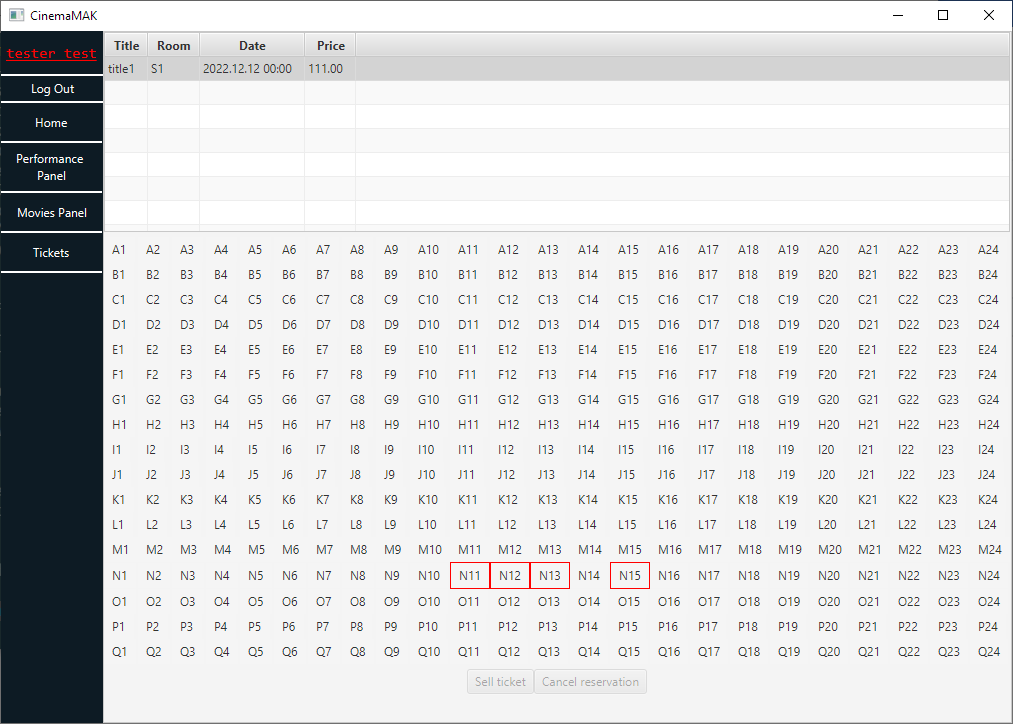 CinemaMAK
tester test
Log Out
Home
Performance
Panel
Movies Panel
Tickets
Title Room Date Price
title1 S1 2022.12.12 00:00 111.00
A1 A2 A3 A4 A5 A6 A7 A8 A9 A10 A11 A12 A13 A14 A15 A16 A17 A18 A19 A20 A21 A22 A23 A24
B1 B2 B3 B4 B5 B6 B7 B8 B9 B10 B11 B12 B13 B14 B15 B16 B17 B18 B19 B20 B21 B22 B23 B24
C1 C2 C3 C4 C5 C6 C7 C8 C9 C10 C11 C12 C13 C14 C15 C16 C17 C18 C19 C20 C21 C22 C23 C24
D1 D2 D3 D4 D5 D6 D7 D8 D9 D10 D11 D12 D13 D14 D15 D16 D17 D18 D19 D20 D21 D22 D23 D24
E1 E2 E3 E4 E5 E6 E7 E8 E9 E10 E11 E12 E13 E14 E15 E16 E17 E18 E19 E20 E21 E22 E23 E24
F1 F2 F3 F4 F5 F6 F7 F8 F9 F10 F11 F12 F13 F14 F15 F16 F17 F18 F19 F20 F21 F22 F23 F24
G1 G2 G3 G4 G5 G6 G7 G8 G9 G10 G11 G12 G13 G14 G15 G16 G17 G18 G19 G20 G21 G22 G23 G24
H1 H2 H3 H4 H5 H6 H7 H8 H9 H10 H11 H12 H13 H14 H15 H16 H17 H18 H19 H20 H21 H22 H23 H24
I1 I2 I3 I4 I5 I6 I7 I8 I9 I10 I11 I12 I13 I14 I15 I16 I17 I18 I19 I20 I21 I22 I23 I24
J1 J2 J3 J4 J5 J6 J7 J8 J9 J10 J11 J12 J13 J14 J15 J16 J17 J18 J19 J20 J21 J22 J23 J24
K1 K2 K3 K4 K5 K6 K7 K8 K9 K10 K11 K12 K13 K14 K15 K16 K17 K18 K19 K20 K21 K22 K23 K24
L1 L2 L3 L4 L5 L6 L7 L8 L9 L10 L11 L12 L13 L14 L15 L16 L17 L18 L19 L20 L21 L22 L23 L24
M1 M2 M3 M4 M5 M6 M7 M8 M9 M10 M11 M12 M13 M14 M15 M16 M17 M18 M19 M20 M21 M22 M23 M24
N1 N2 N3 N4 N5 N6 N7 N8 N9 N10 N11 N12 N13 N14 N15 N16 N17 N18 N19 N20 N21 N22 N23 N24
O1 O2 O3 O4 O5 O6 O7 O8 O9 O10 O11 O12 O13 O14 O15 O16 O17 O18 O19 O20 O21 O22 O23 O24
P1 P2 P3 P4 P5 P6 P7 P8 P9 P10 P11 P12 P13 P14 P15 P16 P17 P18 P19 P20 P21 P22 P23 P24
Q1 Q2 Q3 Q4 Q5 Q6 Q7 Q8 Q9 Q10 Q11 Q12 Q13 Q14 Q15 Q16 Q17 Q18 Q19 Q20 Q21 Q22 Q23 Q24
Sell ticket Cancel reservation